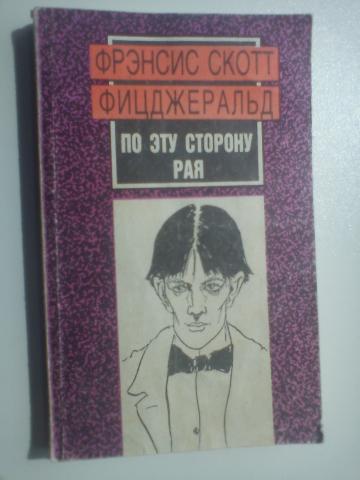 ФРЭНСИС СКОТТ
ФИЦДЖЕРАЛЬД
ПО ЭТУ СТОРОНУ
РАЯ